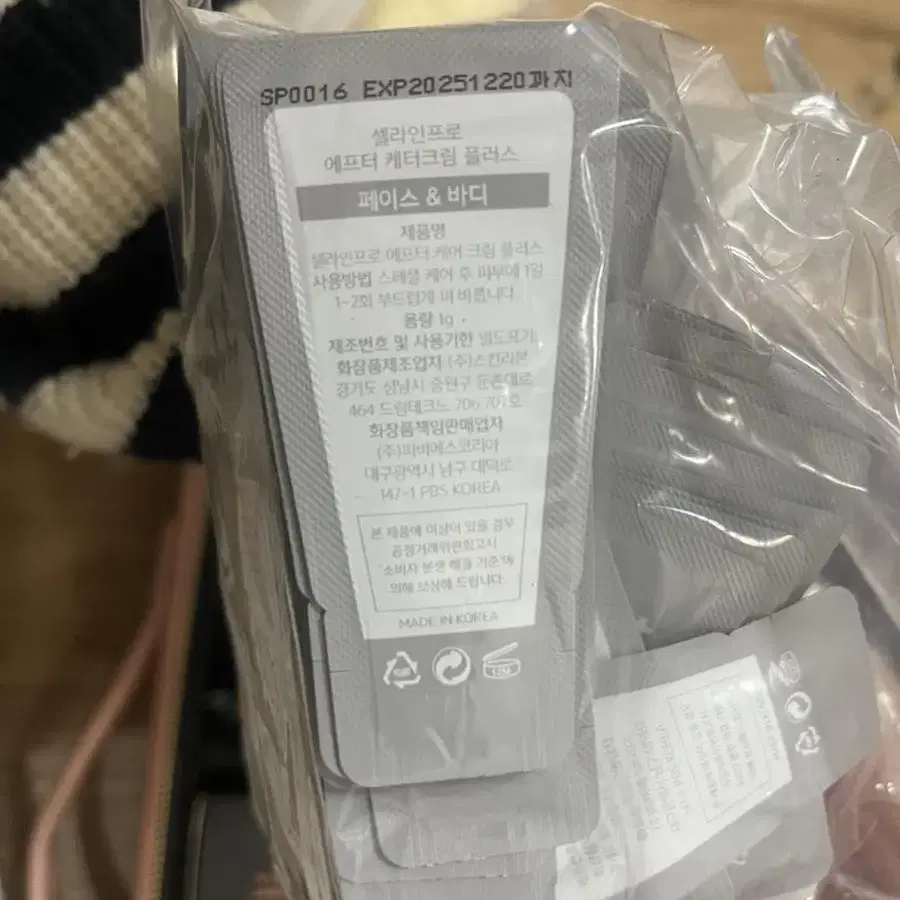 SP0016 EXP20251220까지
셀라인프로
에프터 케터크림 플러스
페이스 & 바디
제품명
셀라인프로 에프터 케어 크림 플러스
사용방법 스페셜 케어 후 피부에 1일
1~2회 부드럽게 펴 바릅니다.
용량 1g
제조번호 및 사용기한 별도표기
화장품제조업자 (주)스킨리본
경기도 성남시 중원구 둔촌대로
464 드림테크노 706 707호
화장품책임판매업자
(주)피비에스코리아
대구광역시 남구 대덕로
147-1 PBS KOREA
본 제품에 이상이 있을 경우
공정거래위원회고시
'소비자 분쟁 해결 기준'에
의해 보상해 드립니다.
MADE IN KOREA
12M